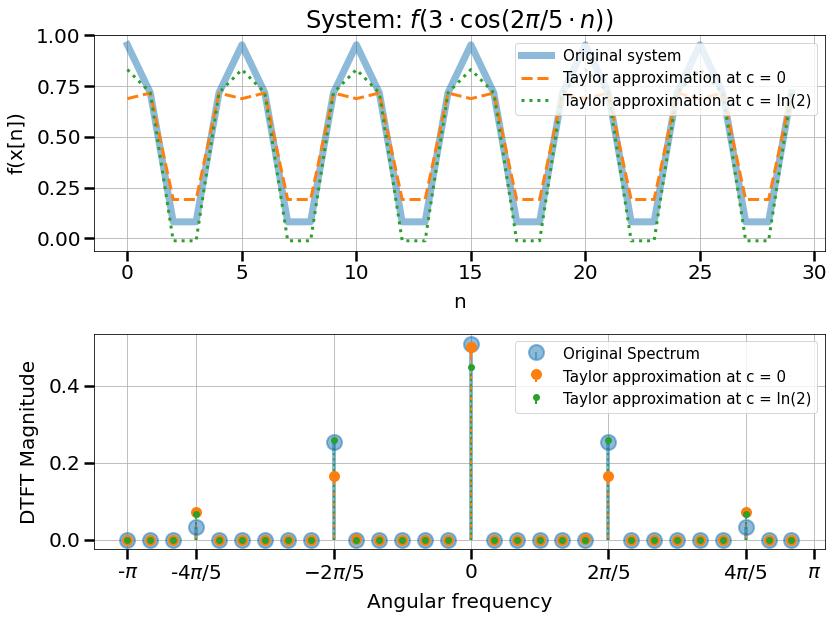 System: f(3 · cos(2π/5 · n))
f(x[n])
1.00
0.75
0.50
0.25
0.00
Original system
Taylor approximation at c = 0
Taylor approximation at c = ln(2)
0 5 10 15 20 25 30
n
DTFT Magnitude
0.4
0.2
0.0
Original Spectrum
Taylor approximation at c = 0
Taylor approximation at c = ln(2)
-π -4π/5 −2π/5 0 2π/5 4π/5 π
Angular frequency